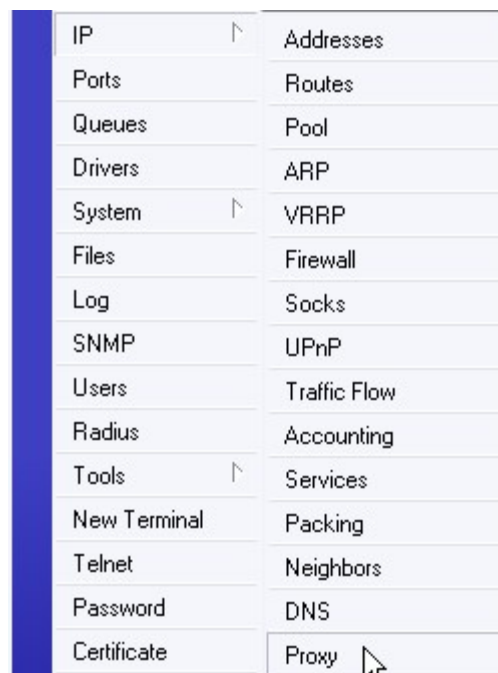 IP
Ports
Queues
Drivers
System
Files
Log
SNMP
Users
Radius
Tools
New Terminal
Telnet
Password
Certificate
Addresses
Routes
Pool
ARP
VRRP
Firewall
Socks
UPnP
Traffic Flow
Accounting
Services
Packing
Neighbors
DNS
Proxy